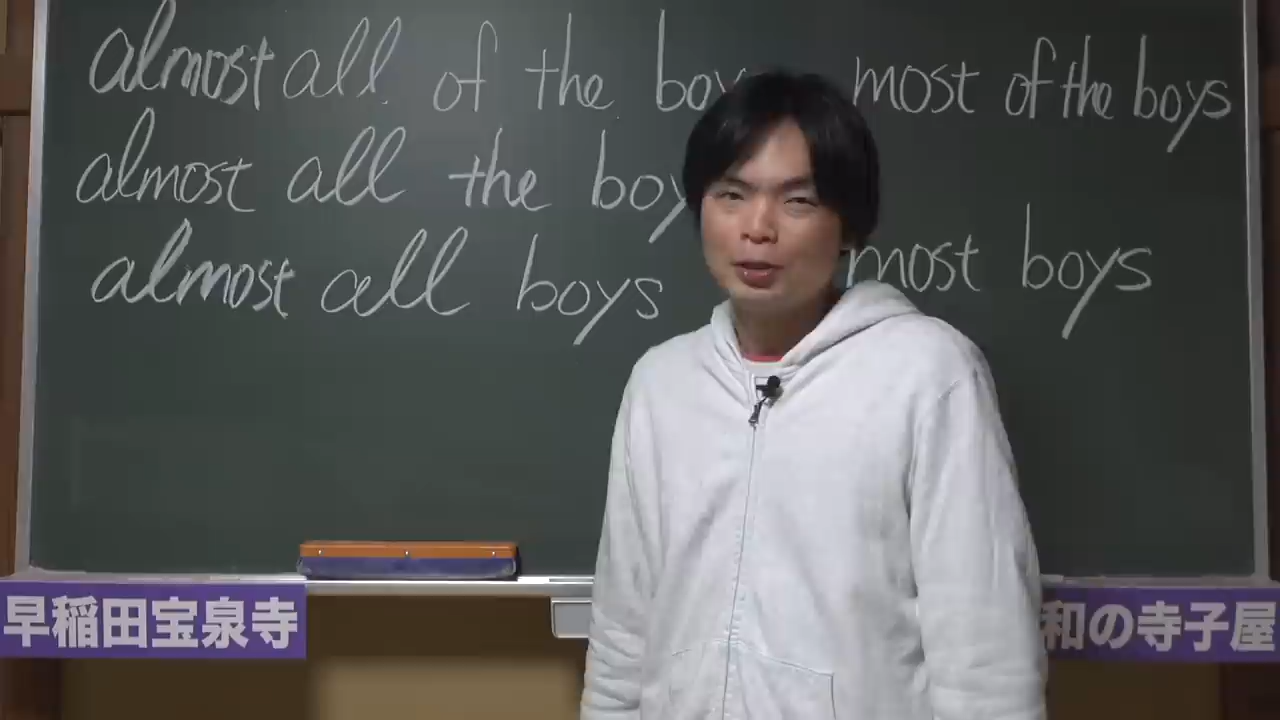 almost all of the boy
most of the boys
almost all the boy
almost all boys
most boys
早稲田宝泉寺
和の寺子屋